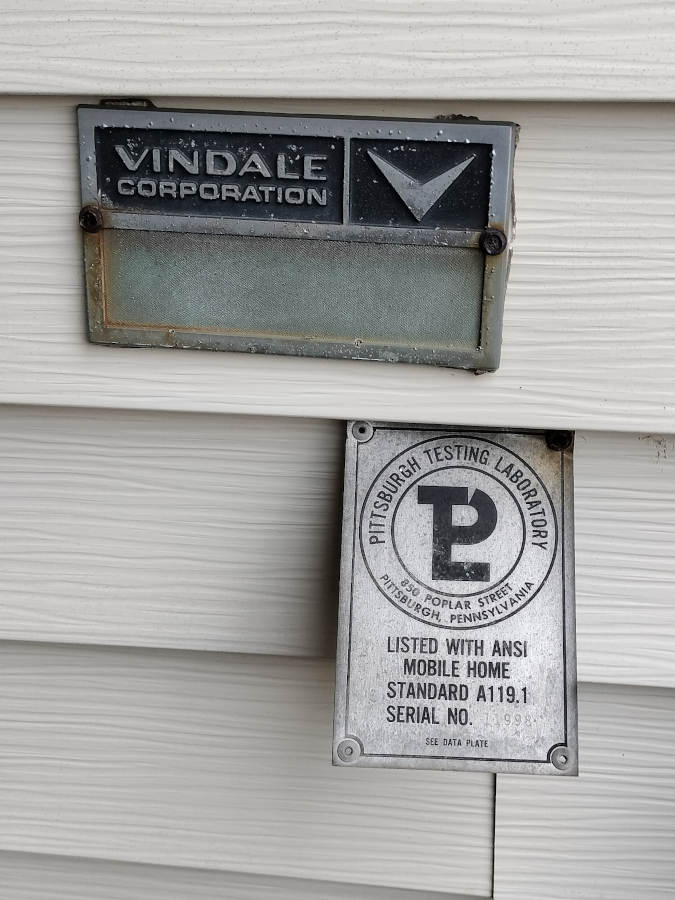 VINDALE
CORPORATION
PITTSBURGH TESTING LABORATORY
PTL
850 POPLAR STREET
PITTSBURGH, PENNSYLVANIA
LISTED WITH ANSI
MOBILE HOME
STANDARD A119.1
SERIAL NO.
SEE DATA PLATE